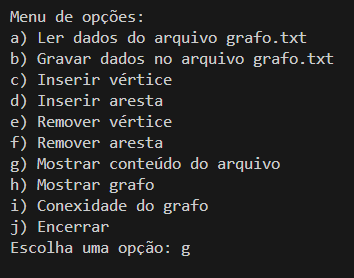 Menu de opções:
a) Ler dados do arquivo grafo.txt
b) Gravar dados no arquivo grafo.txt
c) Inserir vértice
d) Inserir aresta
e) Remover vértice
f) Remover aresta
g) Mostrar conteúdo do arquivo
h) Mostrar grafo
i) Conexidade do grafo
j) Encerrar
Escolha uma opção: g